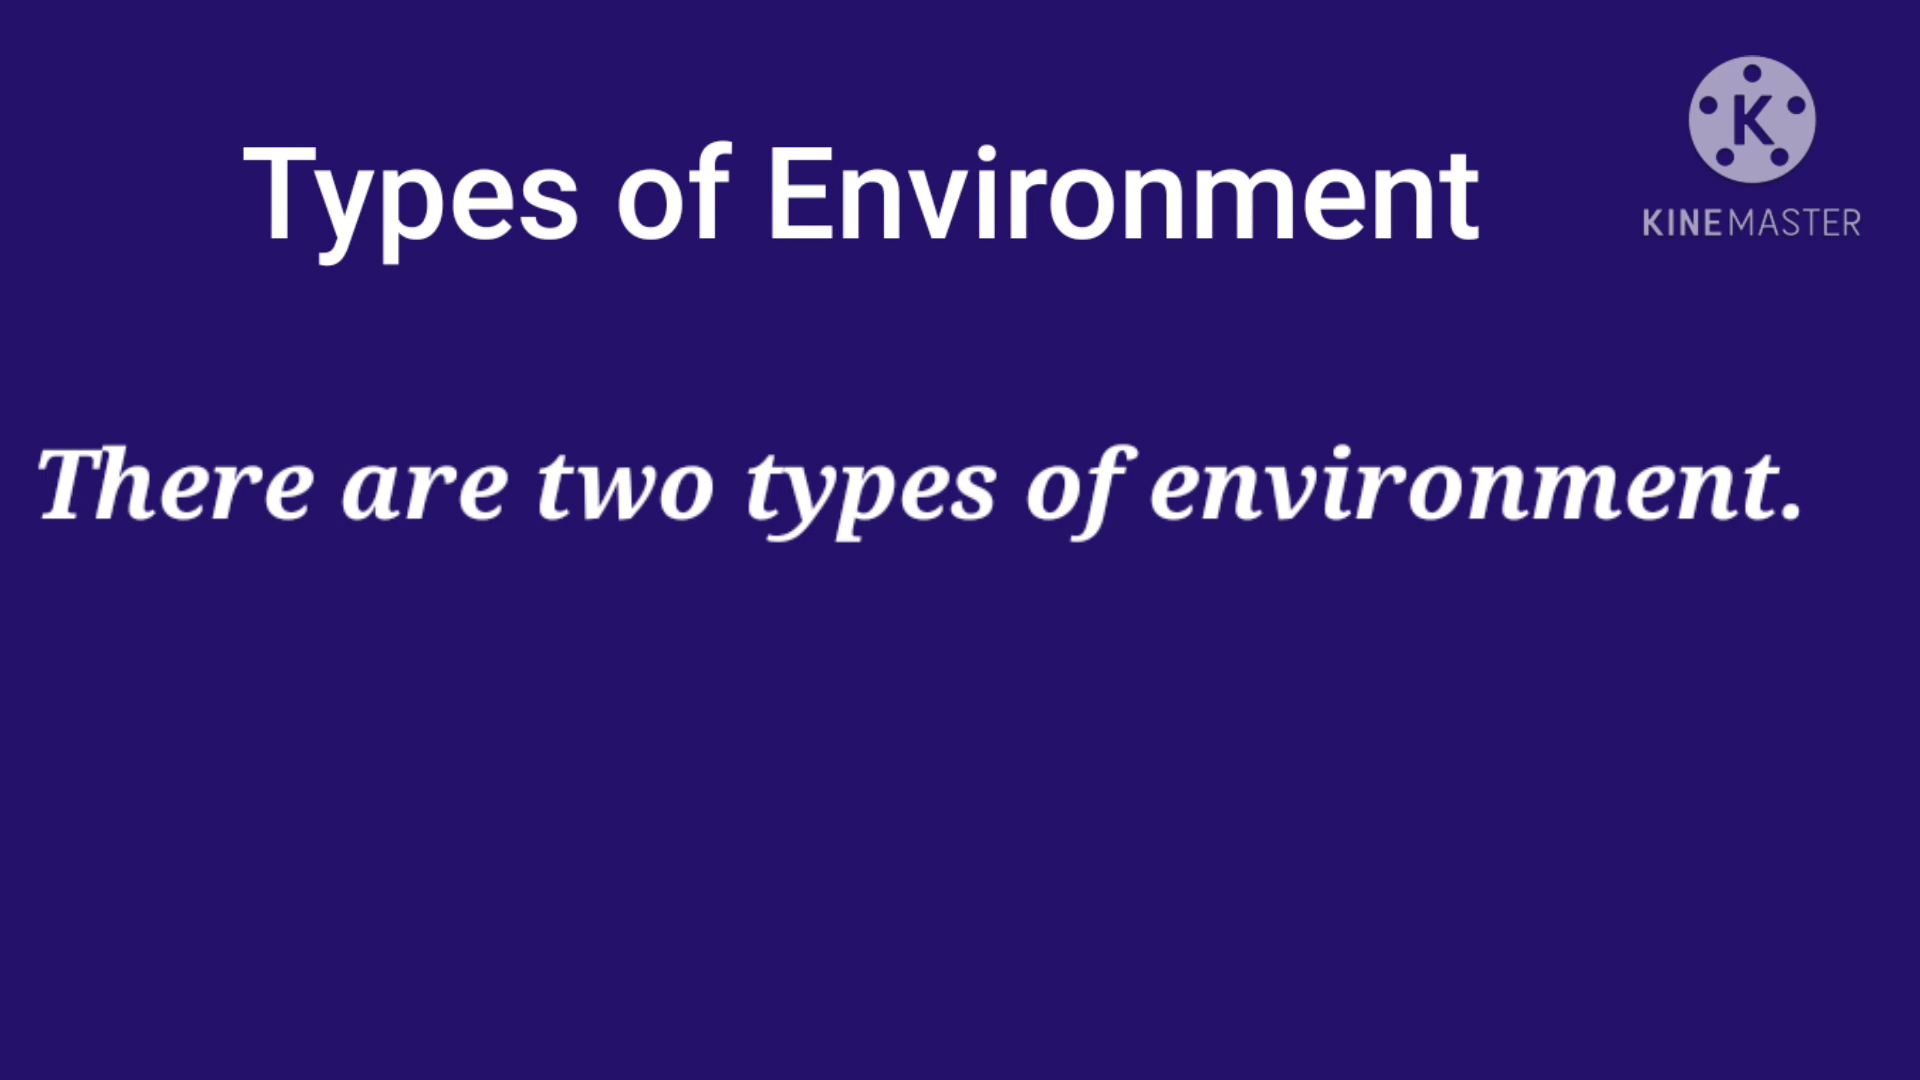 Types of Environment
K
KINEMASTER
There are two types of environment.